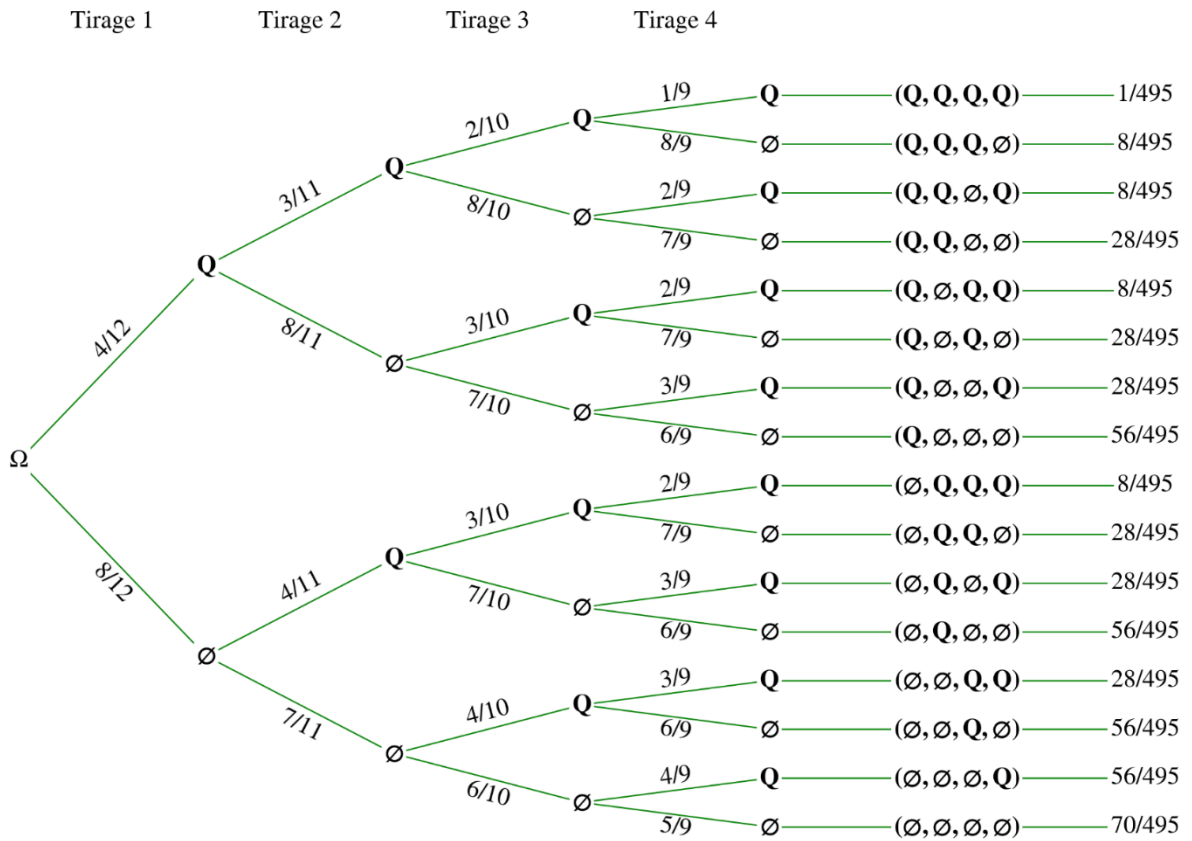 Tirage 1 Tirage 2 Tirage 3 Tirage 4
1/9 Q (Q, Q, Q, Q) 1/495
2/10 Q
8/9 ∅ (Q, Q, Q, ∅) 8/495
Q
3/11 2/9 Q (Q, Q, ∅, Q) 8/495
8/10 ∅
7/9 ∅ (Q, Q, ∅, ∅) 28/495
Q
2/9 Q (Q, ∅, Q, Q) 8/495
3/10 Q
4/12 8/11 7/9 ∅ (Q, ∅, Q, ∅) 28/495
∅
3/9 Q (Q, ∅, ∅, Q) 28/495
7/10 ∅
6/9 ∅ (Q, ∅, ∅, ∅) 56/495
Ω
2/9 Q (∅, Q, Q, Q) 8/495
3/10 Q
7/9 ∅ (∅, Q, Q, ∅) 28/495
Q
8/12 4/11 3/9 Q (∅, Q, ∅, Q) 28/495
7/10 ∅
6/9 ∅ (∅, Q, ∅, ∅) 56/495
∅
3/9 Q (∅, ∅, Q, Q) 28/495
4/10 Q
7/11 6/9 ∅ (∅, ∅, Q, ∅) 56/495
∅
4/9 Q (∅, ∅, ∅, Q) 56/495
6/10 ∅
5/9 ∅ (∅, ∅, ∅, ∅) 70/495